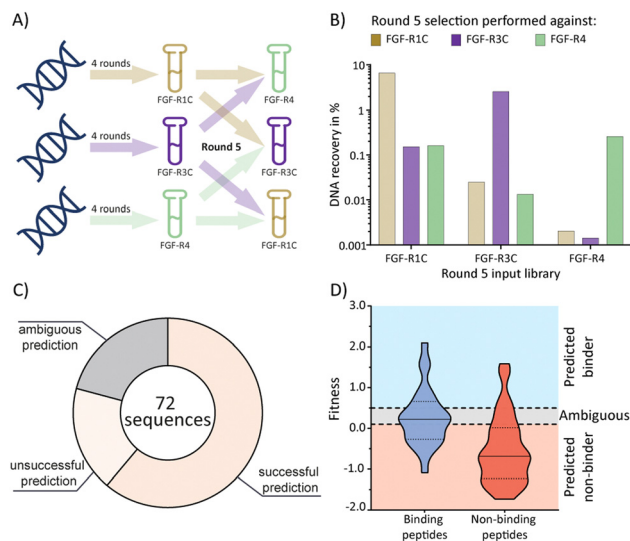 A)
4 rounds
FGF-R1C
FGF-R4
4 rounds
Round 5
FGF-R3C
FGF-R3C
4 rounds
FGF-R4
FGF-R1C
B)
Round 5 selection performed against:
FGF-R1C FGF-R3C FGF-R4
DNA recovery in %
10
1
0.1
0.01
0.001
FGF-R1C FGF-R3C FGF-R4
Round 5 input library
C)
ambiguous
prediction
72
sequences
unsuccessful
prediction
successful
prediction
D)
Fitness
3.0
2.0
1.0
0.0
-1.0
-2.0
Predicted
binder
Ambiguous
Predicted
non-binder
Binding
peptides
Non-binding
peptides